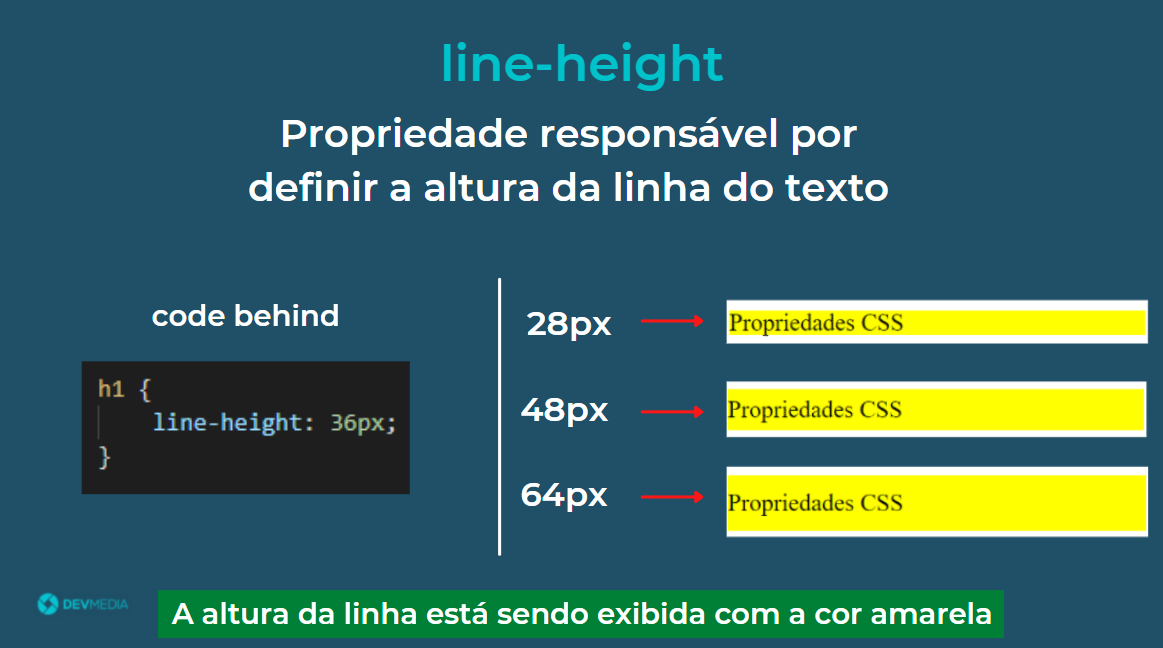 line-height
Propriedade responsável por
definir a altura da linha do texto
code behind
h1 {
line-height: 36px;
}
28px
Propriedades CSS
48px
Propriedades CSS
64px
Propriedades CSS
DEVMEDIA
A altura da linha está sendo exibida com a cor amarela